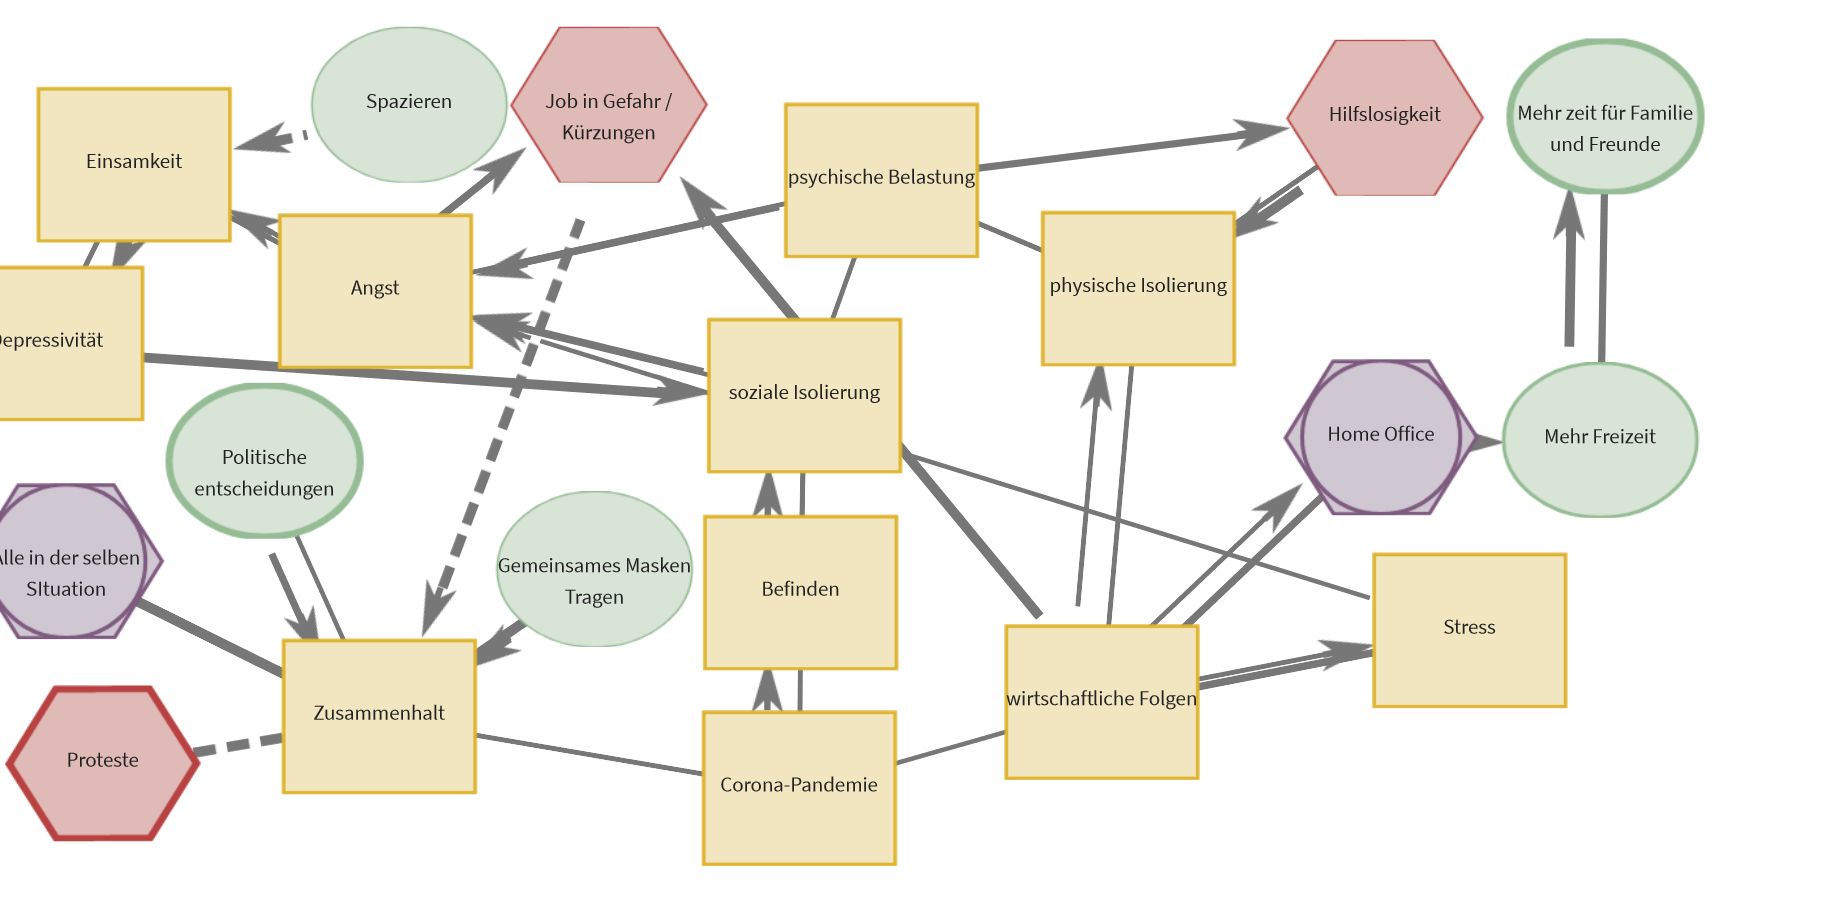 Spazieren
Job in Gefahr /
Kürzungen
Hilfslosigkeit
Mehr zeit für Familie
und Freunde
Einsamkeit
psychische Belastung
Angst
physische Isolierung
epressivität
soziale Isolierung
Home Office
Mehr Freizeit
Politische
entscheidungen
Alle in der selben
SItuation
Gemeinsames Masken
Tragen
Befinden
Stress
Zusammenhalt
wirtschaftliche Folgen
Proteste
Corona-Pandemie